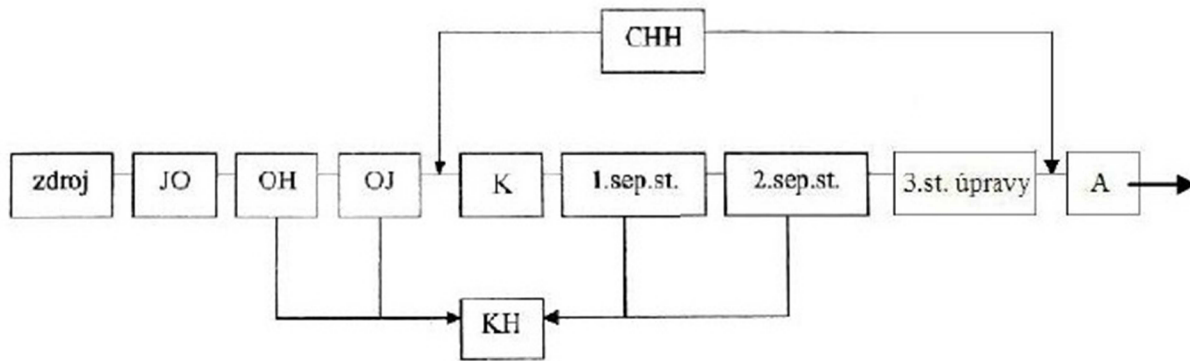 CHH
zdroj
JO
OH
OJ
K
1.sep.st.
2.sep.st.
3.st. úpravy
A
KH